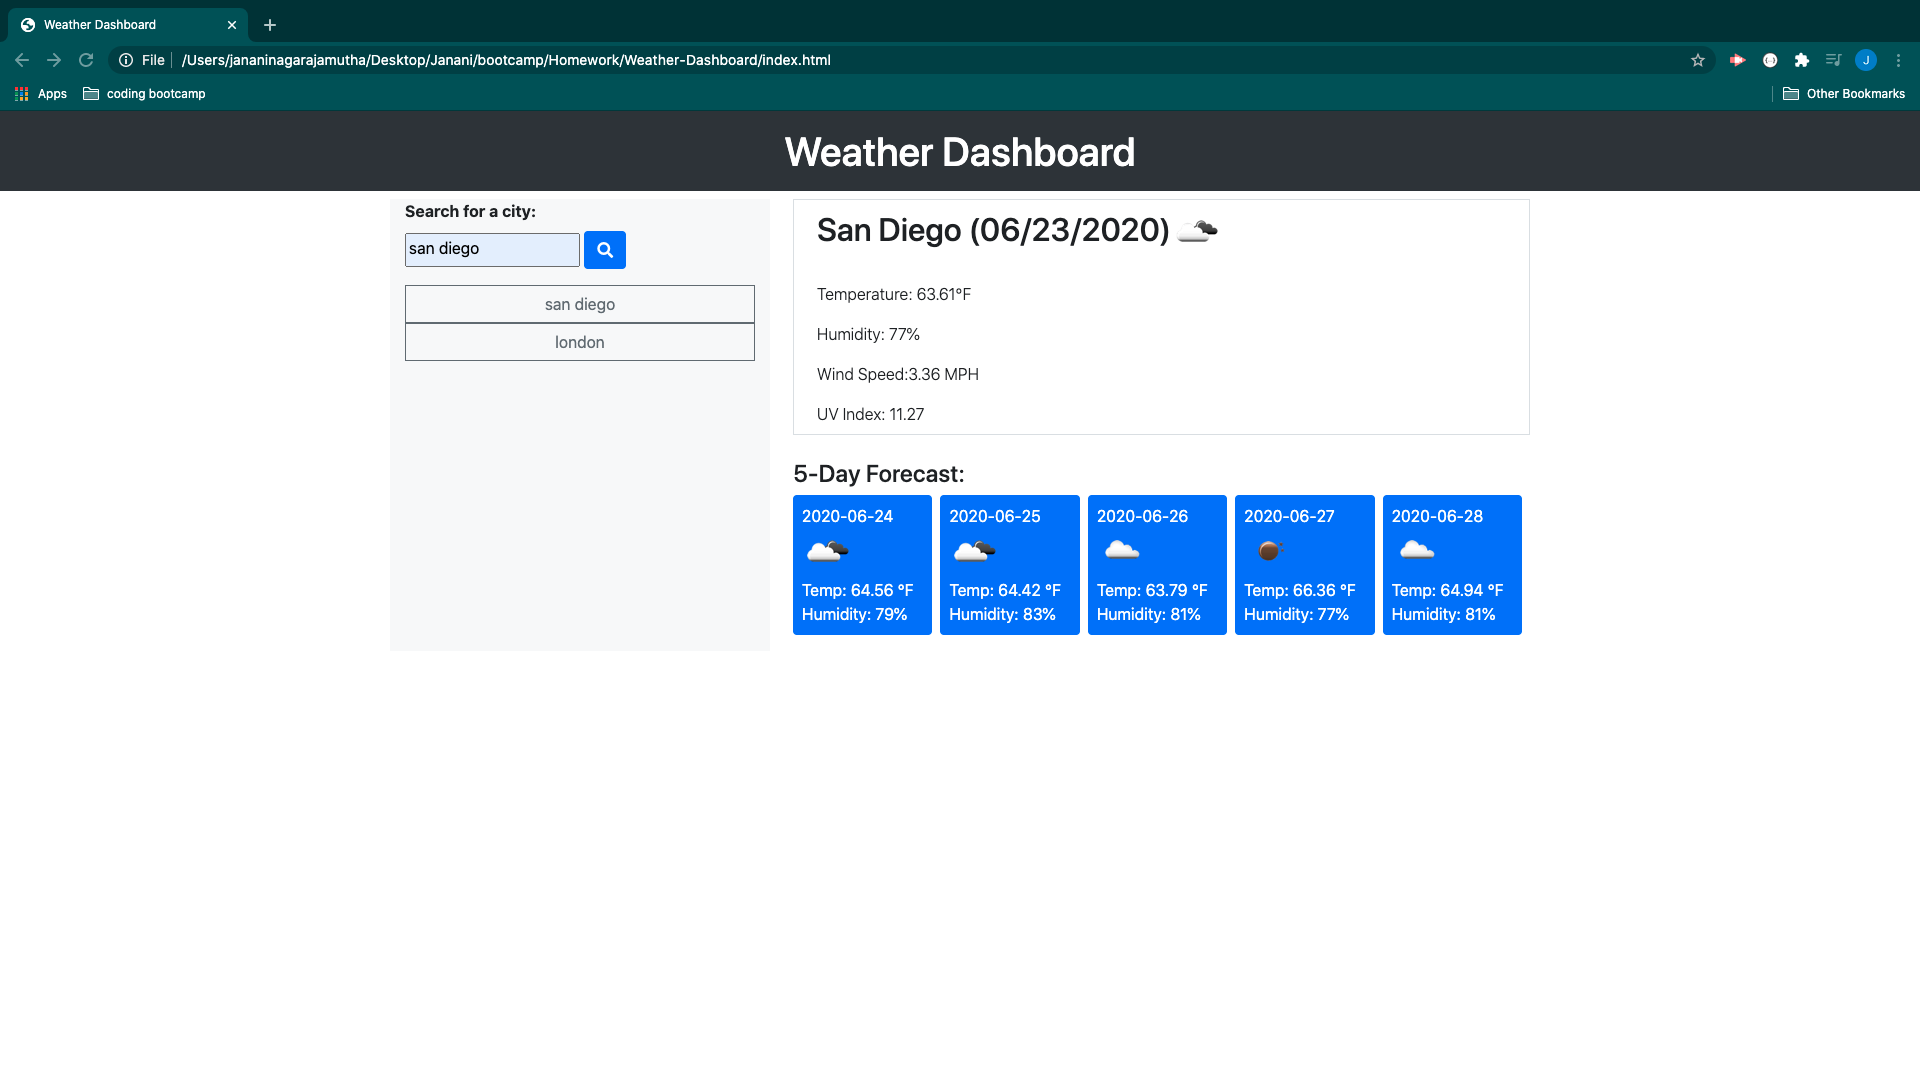 Weather Dashboard
File /Users/jananinagarajamutha/Desktop/Janani/bootcamp/Homework/Weather-Dashboard/index.html
J
Apps coding bootcamp Other Bookmarks
Weather Dashboard
Search for a city:
san diego
san diego
london
San Diego (06/23/2020)
Temperature: 63.61°F
Humidity: 77%
Wind Speed:3.36 MPH
UV Index: 11.27
5-Day Forecast:
2020-06-24
Temp: 64.56 °F
Humidity: 79%
2020-06-25
Temp: 64.42 °F
Humidity: 83%
2020-06-26
Temp: 63.79 °F
Humidity: 81%
2020-06-27
Temp: 66.36 °F
Humidity: 77%
2020-06-28
Temp: 64.94 °F
Humidity: 81%